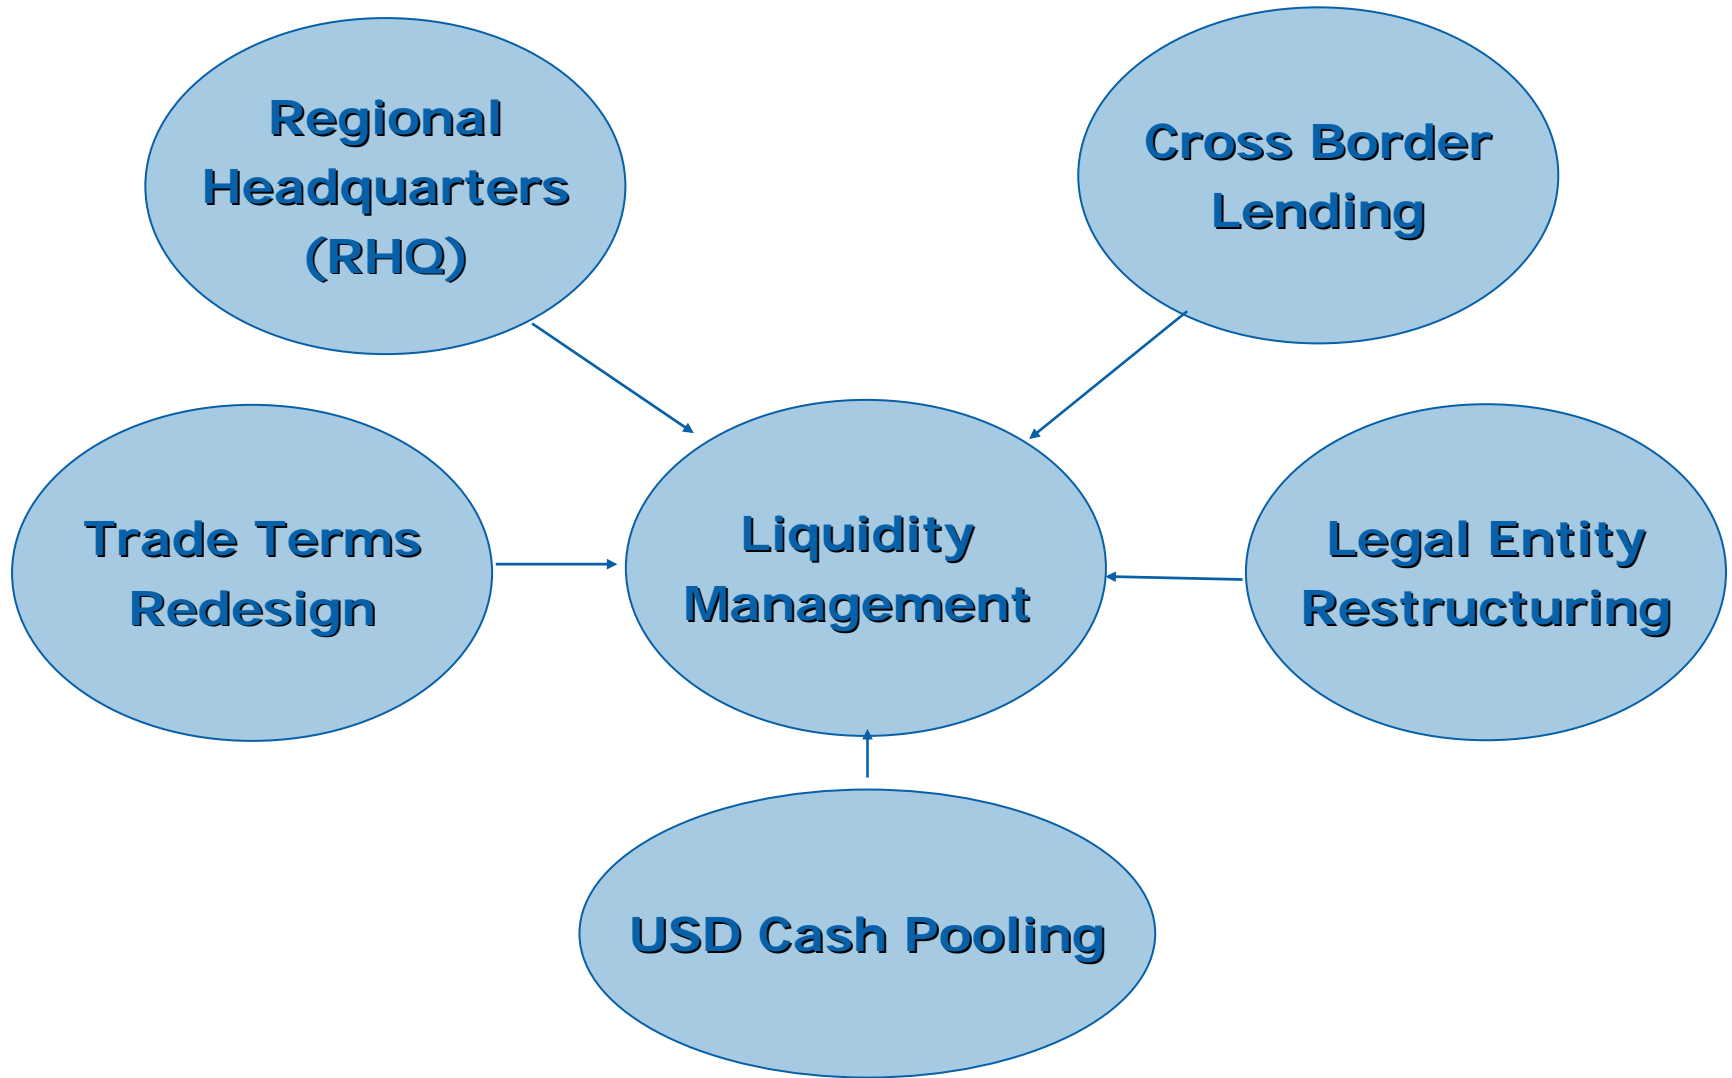 Regional
Headquarters
(RHQ)
Cross Border
Lending
Trade Terms
Redesign
Liquidity
Management
Legal Entity
Restructuring
USD Cash Pooling